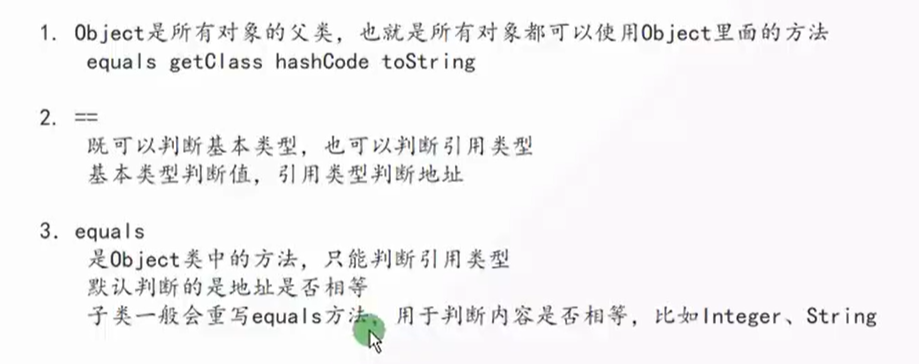 1. Object是所有对象的父类，也就是所有对象都可以使用Object里面的方法
equals getClass hashCode toString
2. ==
既可以判断基本类型，也可以判断引用类型
基本类型判断值，引用类型判断地址
3. equals
是Object类中的方法，只能判断引用类型
默认判断的是地址是否相等
子类一般会重写equals方法，用于判断内容是否相等，比如Integer、String